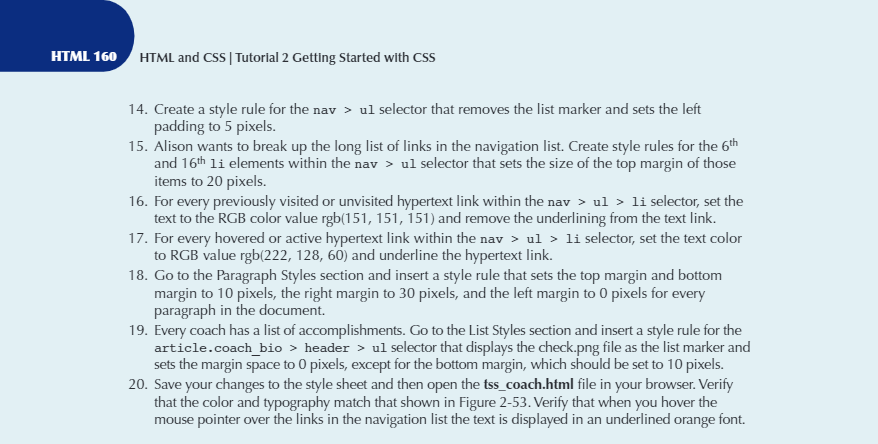 HTML 160 HTML and CSS | Tutorial 2 Getting Started with CSS
14. Create a style rule for the nav > ul selector that removes the list marker and sets the left
padding to 5 pixels.
15. Alison wants to break up the long list of links in the navigation list. Create style rules for the 6th
and 16th li elements within the nav > ul selector that sets the size of the top margin of those
items to 20 pixels.
16. For every previously visited or unvisited hypertext link within the nav > ul > li selector, set the
text to the RGB color value rgb(151, 151, 151) and remove the underlining from the text link.
17. For every hovered or active hypertext link within the nav > ul > li selector, set the text color
to RGB value rgb(222, 128, 60) and underline the hypertext link.
18. Go to the Paragraph Styles section and insert a style rule that sets the top margin and bottom
margin to 10 pixels, the right margin to 30 pixels, and the left margin to 0 pixels for every
paragraph in the document.
19. Every coach has a list of accomplishments. Go to the List Styles section and insert a style rule for the
article.coach_bio > header > ul selector that displays the check.png file as the list marker and
sets the margin space to 0 pixels, except for the bottom margin, which should be set to 10 pixels.
20. Save your changes to the style sheet and then open the tss_coach.html file in your browser. Verify
that the color and typography match that shown in Figure 2-53. Verify that when you hover the
mouse pointer over the links in the navigation list the text is displayed in an underlined orange font.